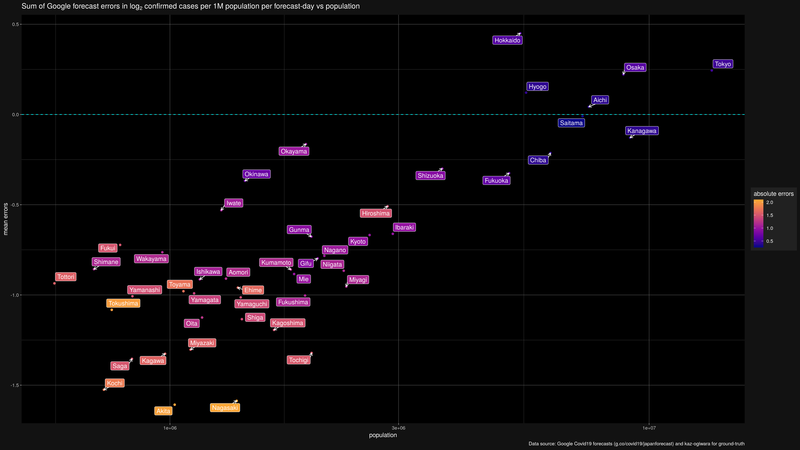 Sum of Google forecast errors in log2 confirmed cases per 1M population per forecast-day vs population
0.5
Hokkaido
Tokyo
Osaka
Hyogo
Aichi
0.0
Saitama
Kanagawa
Okayama
Chiba
Okinawa
Shizuoka
Fukuoka
absolute errors
Iwate
2.0
-0.5
Hiroshima
1.5
mean errors
Gunma
Ibaraki
1.0
Kyoto
0.5
Fukui
Nagano
Wakayama
Shimane
Kumamoto
Gifu
Niigata
Ishikawa
Aomori
Tottori
Mie
Miyagi
Toyama
Yamanashi
Ehime
-1.0
Tokushima
Yamagata
Yamaguchi
Fukushima
Oita
Shiga
Kagoshima
Miyazaki
Saga
Kagawa
Tochigi
Kochi
-1.5
Akita
Nagasaki
1e+06
3e+06
1e+07
population
Data source: Google Covid19 forecasts (g.co/covid19/japanforecast) and kaz-ogiwara for ground-truth